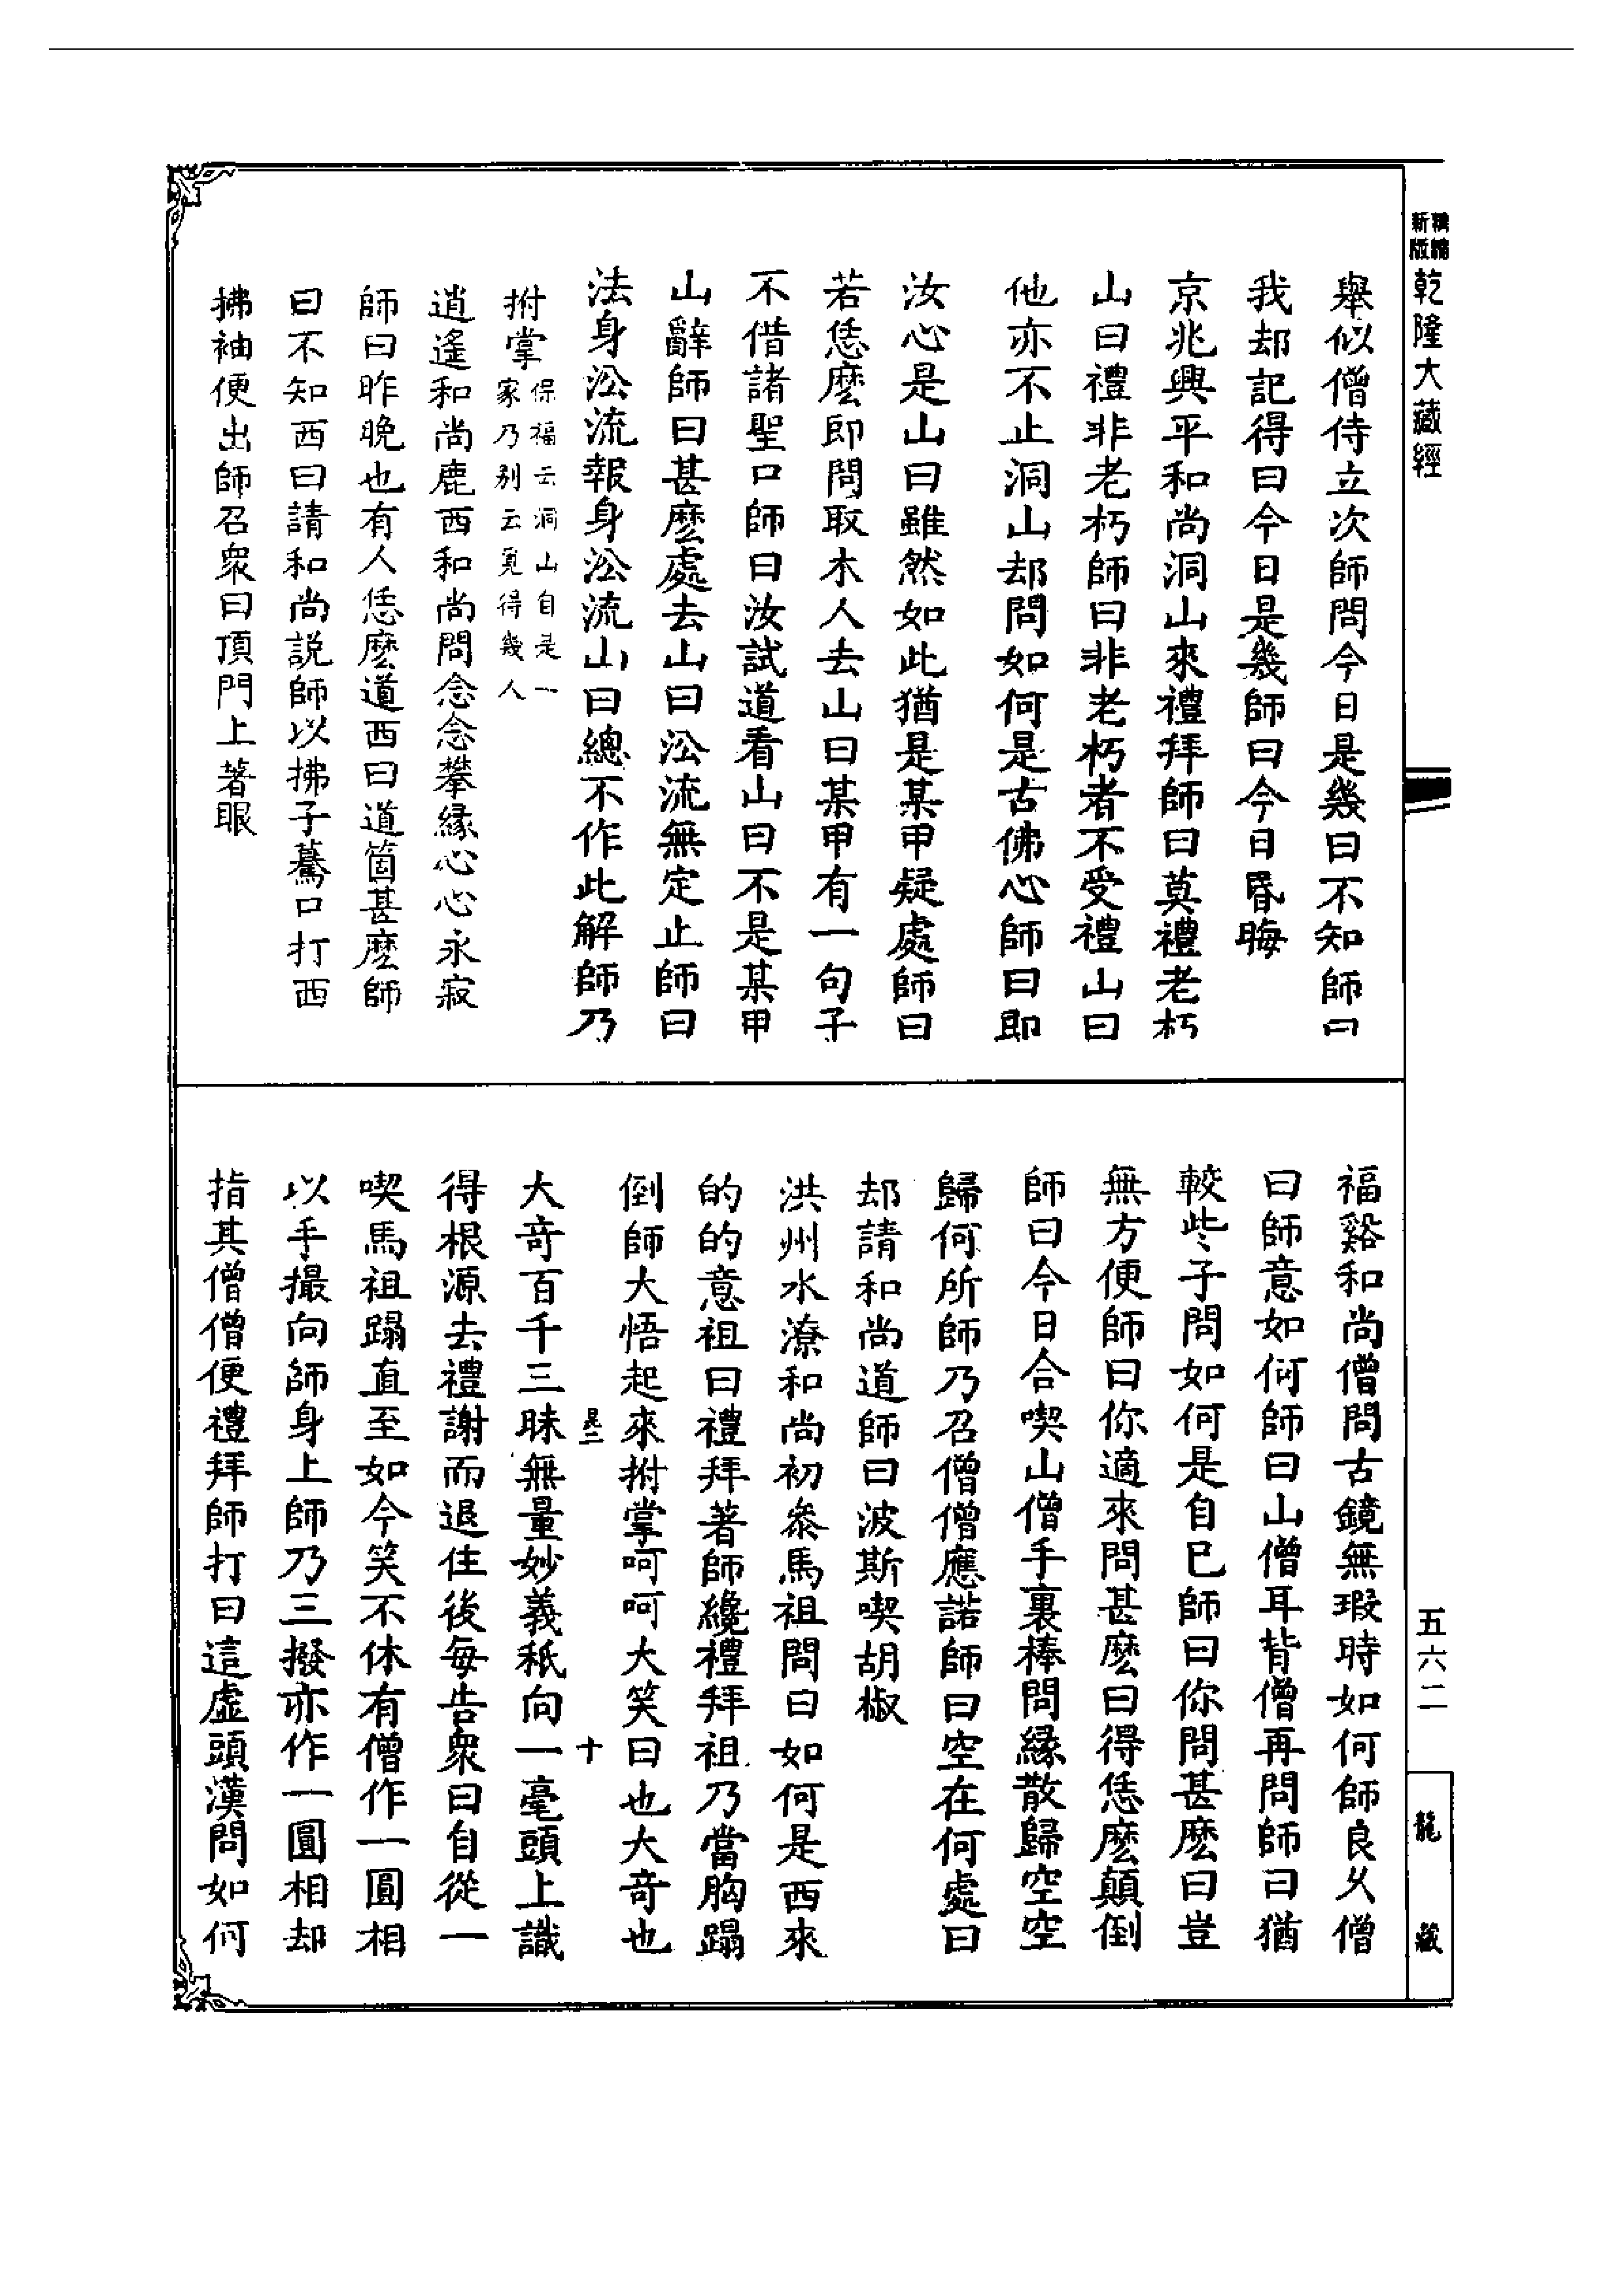 新編縮版乾隆大藏經
舉似僧侍立次師問今日是幾曰不知師曰
我却記得曰今日是幾師曰今日昏晦
京兆興平和尚洞山來禮拜師曰莫禮老朽
山曰禮非老朽師曰非老朽者不受禮山曰
他亦不止洞山却問如何是古佛心師曰即
汝心是山曰雖然如此猶是某甲疑處師曰
若恁麼即問取木人去山曰某甲有一句子
不借諸聖口師曰汝試道看山曰不是某甲
山辭師曰甚麼處去山曰㳂流無定止師曰
法身㳂流報身㳂流山曰總不作此解師乃
拊掌保福云洞山自是一
家乃別云覓得幾人
逍遙和尚鹿西和尚問念念攀緣心心永寂
師曰昨晚也有人恁麼道西曰道箇甚麼師
曰不知西曰請和尚說師以拂子驀口打西
拂袖便出師召眾曰頂門上著眼
福谿和尚僧問古鏡無瑕時如何師良久僧
曰師意如何師曰山僧耳背僧再問師曰猶
較些子問如何是自己師曰你問甚麼曰豈
無方便師曰你適來問甚麼曰得恁麼顛倒
師曰今日合喫山僧手裏棒問緣散歸空空
歸何所師乃召僧僧應諾師曰空在何處曰
却請和尚道師曰波斯喫胡椒
洪州水潦和尚初叅馬祖問曰如何是西來
的的意祖曰禮拜著師纔禮拜祖乃當胸蹋
倒師大悟起來拊掌呵呵大笑曰也大奇也
十
大奇百千三昧無量妙義秖向一毫頭上識
得根源去禮謝而退住後每告眾曰自從一
喫馬祖蹋直至如今笑不休有僧作一圓相
以手撮向師身上師乃三撥亦作一圓相却
指其僧僧便禮拜師打曰這虛頭漢問如何
五六二
龍藏